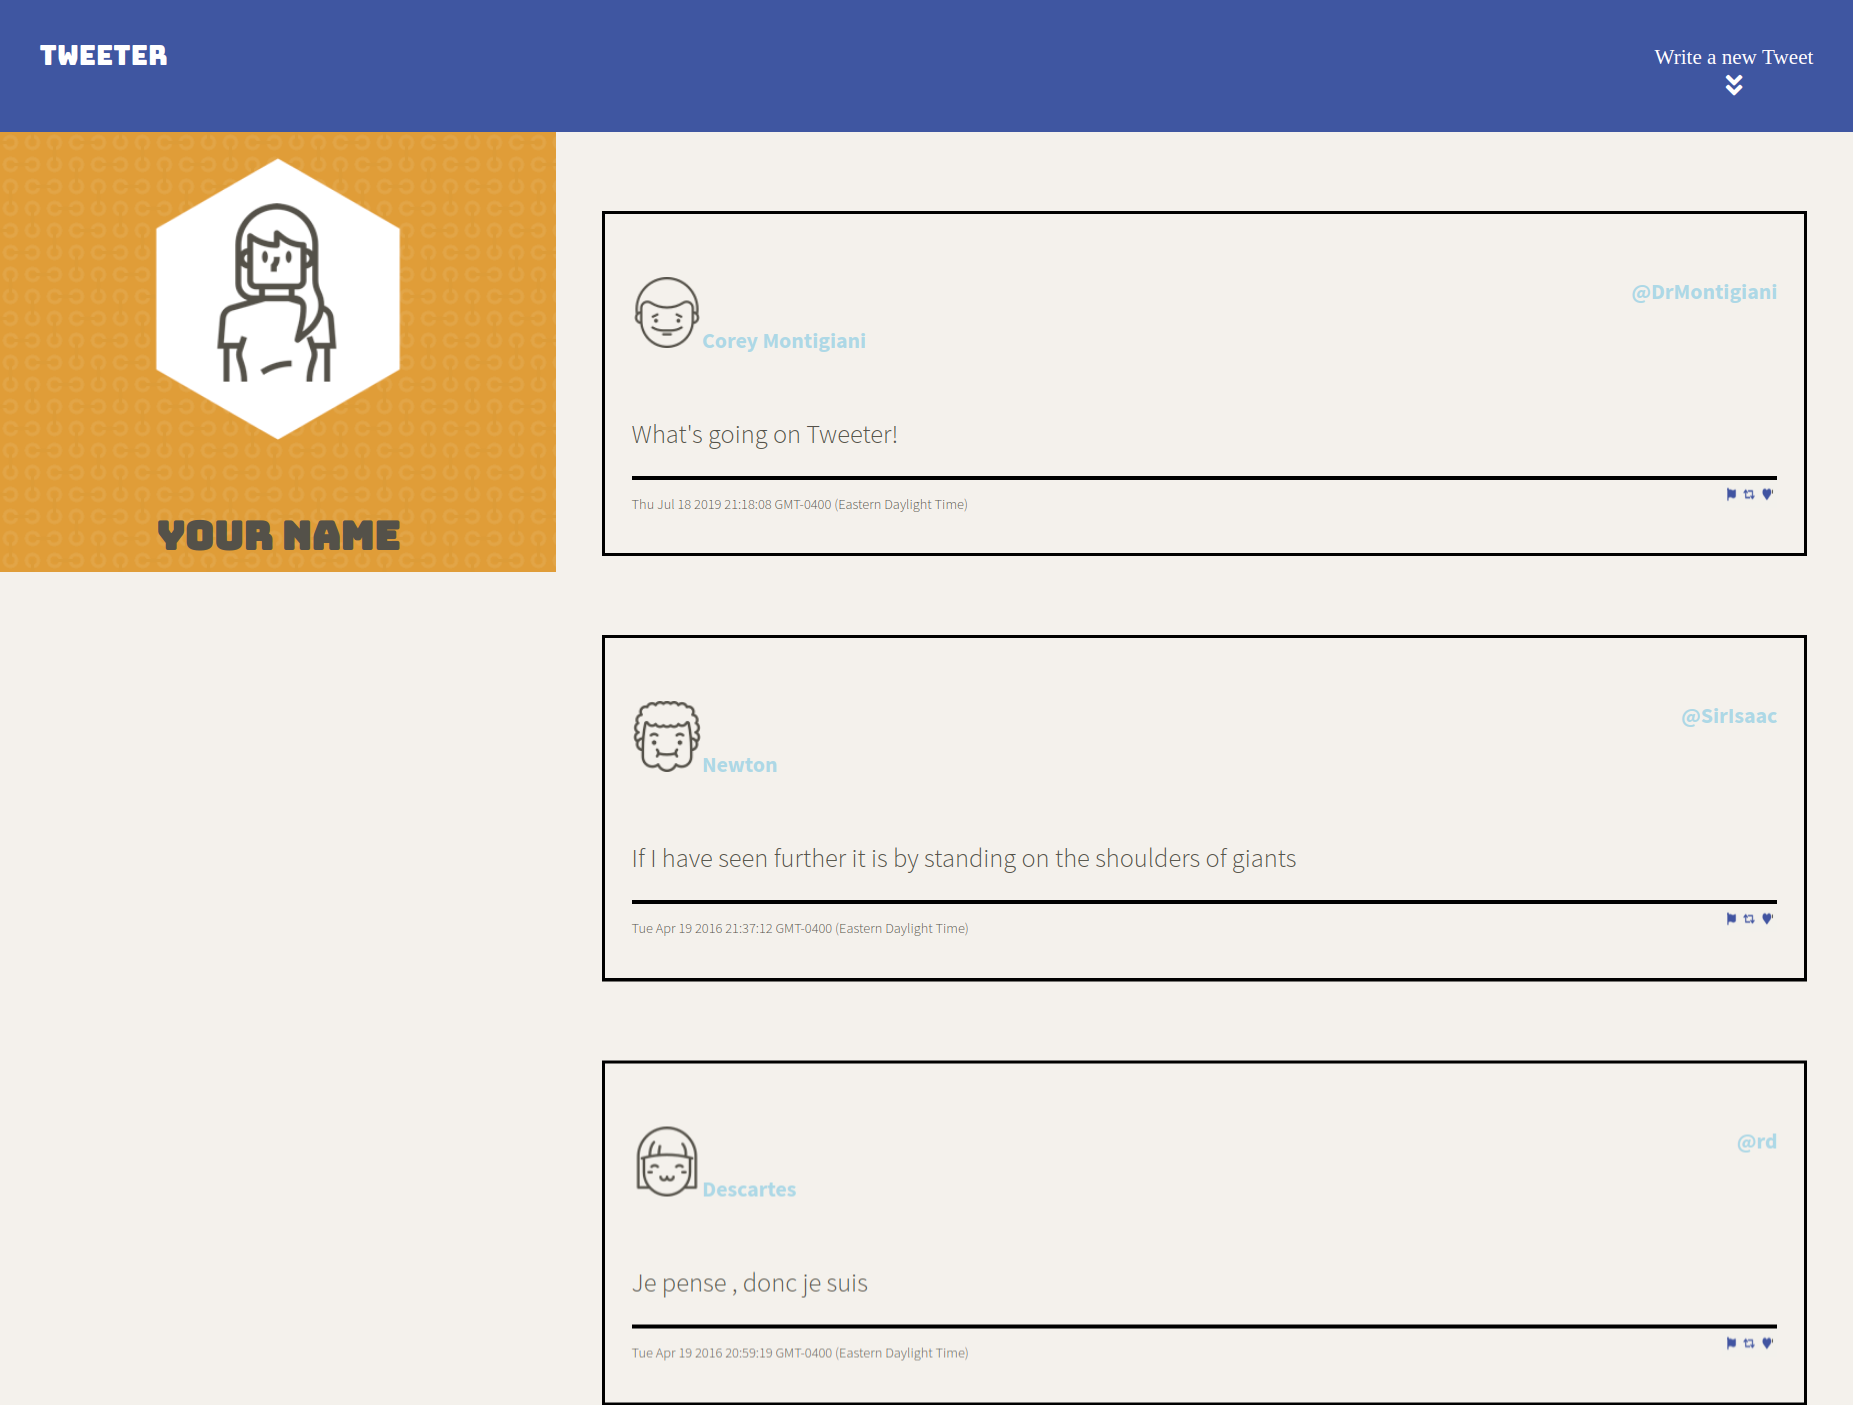 TWEETER
Write a new Tweet
YOUR NAME
@DrMontigiani
Corey Montigiani
What's going on Tweeter!
Thu Jul 18 2019 21:18:08 GMT-0400 (Eastern Daylight Time)
@SirIsaac
Newton
If I have seen further it is by standing on the shoulders of giants
Tue Apr 19 2016 21:37:12 GMT-0400 (Eastern Daylight Time)
@rd
Descartes
Je pense , donc je suis
Tue Apr 19 2016 20:59:19 GMT-0400 (Eastern Daylight Time)